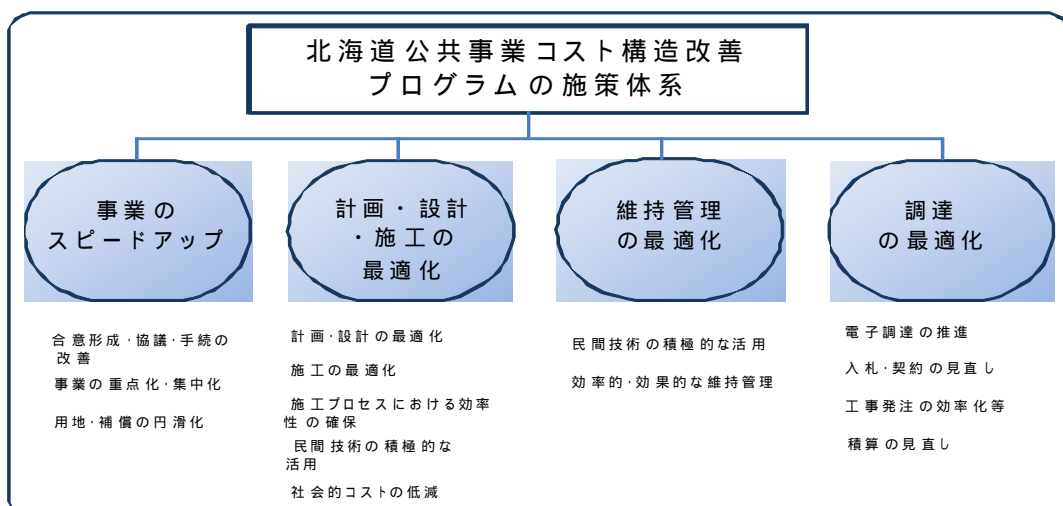 北海道公共事業コスト構造改善
プログラムの施策体系
事業の
スピードアップ
計画・設計
・施工の
最適化
維持管理
の最適化
調達
の最適化
合意形成・協議・手続の
改善
事業の重点化・集中化
用地・補償の円滑化
計画・設計の最適化
施工の最適化
施工プロセスにおける効率
性の確保
民間技術の積極的な
活用
社会的コストの低減
民間技術の積極的な活用
効率的・効果的な維持管理
電子調達の推進
入札・契約の見直し
工事発注の効率化等
積算の見直し